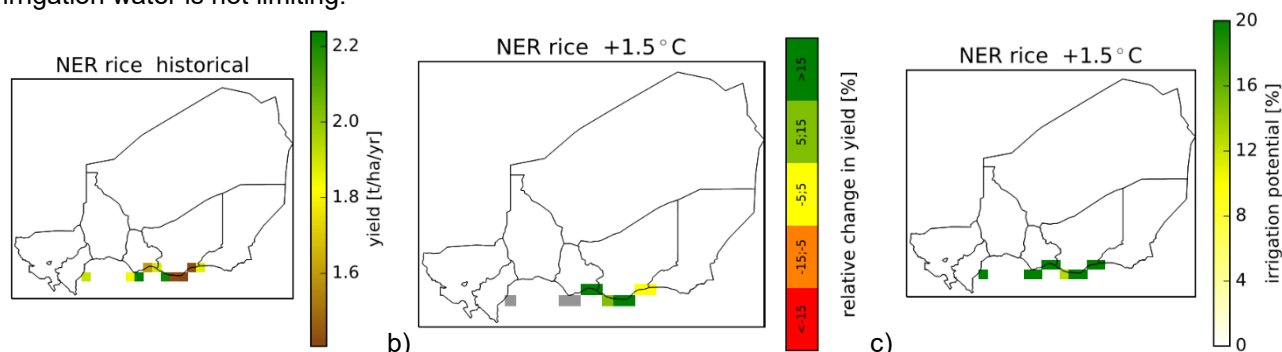 irrigation water is not limiting.
NER rice historical
2.2
2.0
1.8
1.6
yield [t/ha/yr]
b)
NER rice +1.5°C
>15
5;15
-5;5
-15;-5
<-15
relative change in yield [%]
c)
NER rice +1.5°C
20
16
12
8
4
0
irrigation potential [%]